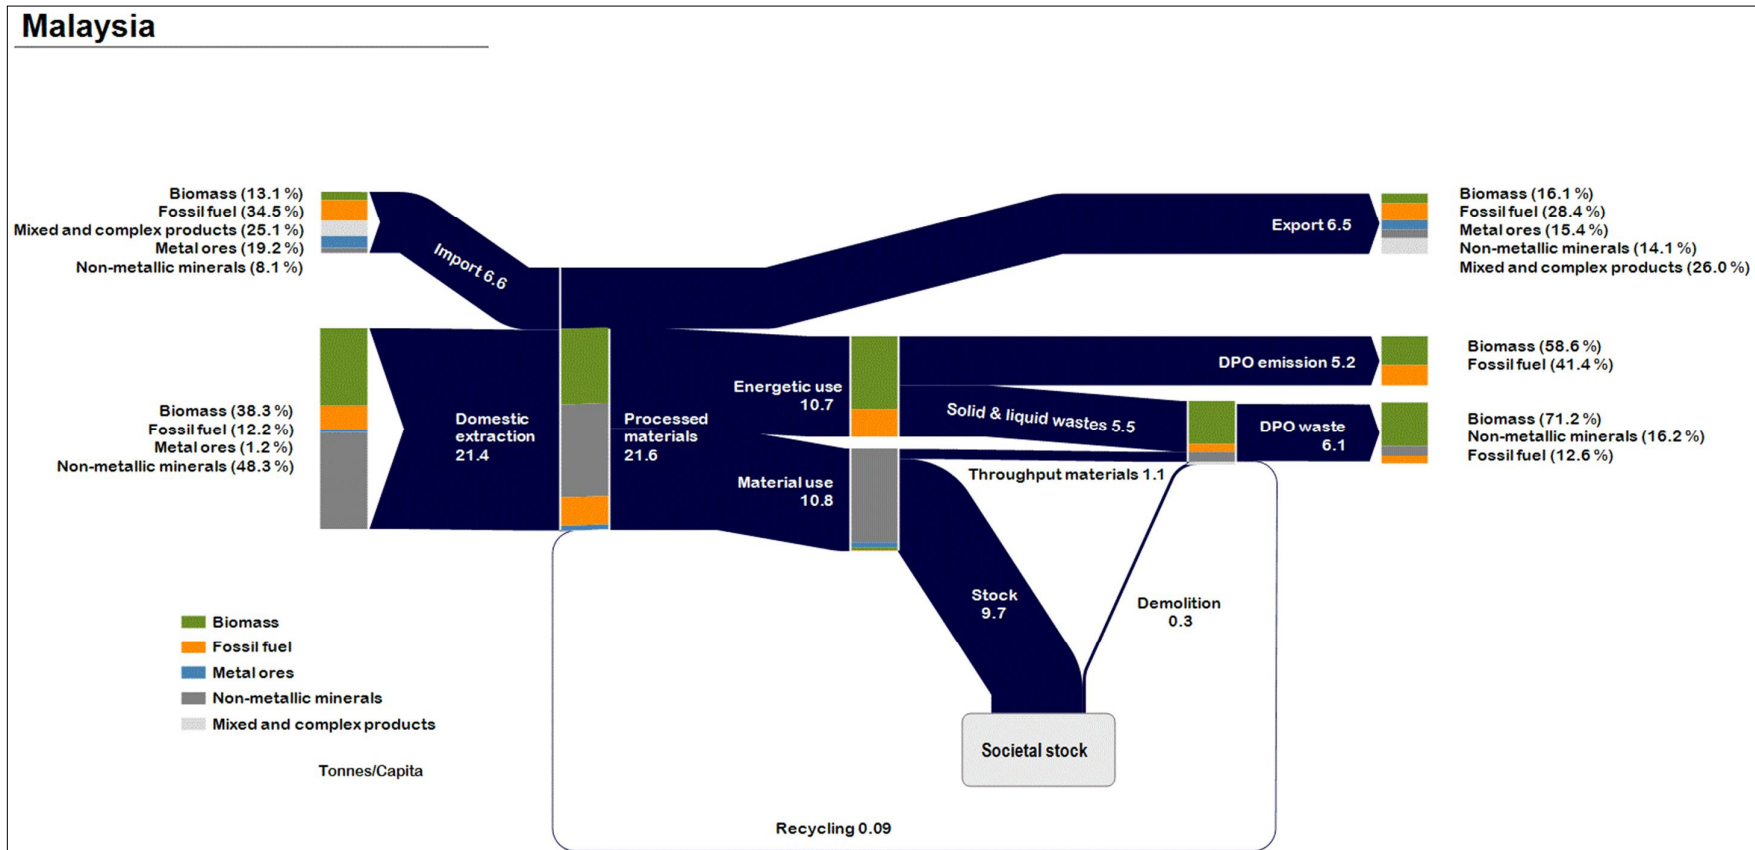 Malaysia
Biomass (13.1 %)
Fossil fuel (34.5 %)
Mixed and complex products (25.1 %)
Metal ores (19.2 %)
Non-metallic minerals (8.1 %)
Import 6.6
Export 6.5
Biomass (16.1 %)
Fossil fuel (28.4 %)
Metal ores (15.4 %)
Non-metallic minerals (14.1 %)
Mixed and complex products (26.0 %)
Biomass (38.3 %)
Fossil fuel (12.2 %)
Metal ores (1.2 %)
Non-metallic minerals (48.3 %)
Domestic
extraction
21.4
Processed
materials
21.6
Energetic use
10.7
Material use
10.8
DPO emission 5.2
Biomass (58.6 %)
Fossil fuel (41.4 %)
Solid & liquid wastes 5.5
Throughput materials 1.1
DPO waste
6.1
Biomass (71.2 %)
Non-metallic minerals (16.2 %)
Fossil fuel (12.6 %)
Stock
9.7
Demolition
0.3
Societal stock
Biomass
Fossil fuel
Metal ores
Non-metallic minerals
Mixed and complex products
Tonnes/Capita
Recycling 0.09